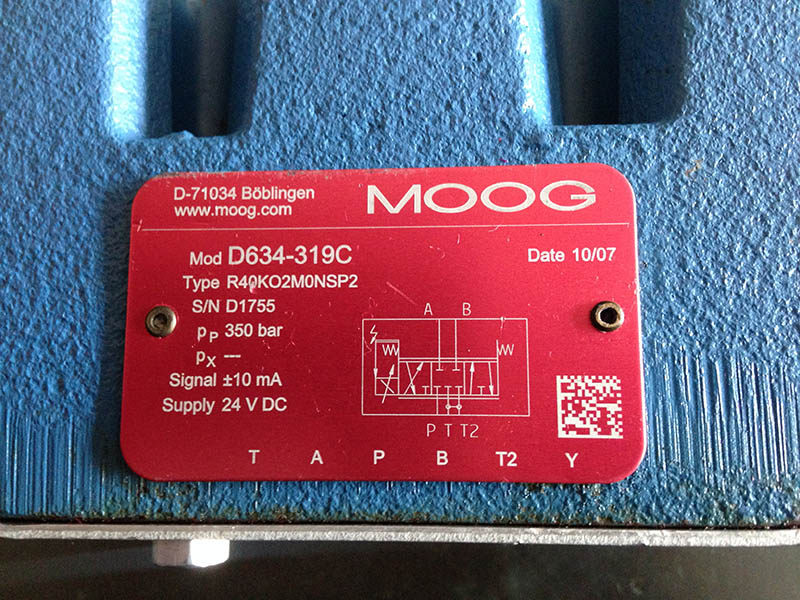 D-71034 Böblingen
www.moog.com
MOOG
Mod D634-319C
Date 10/07
Type R40KO2M0NSP2
S/N D1755
pP 350 bar
pX ---
Signal ±10 mA
Supply 24 V DC
A B
P T T2
T A P B T2 Y